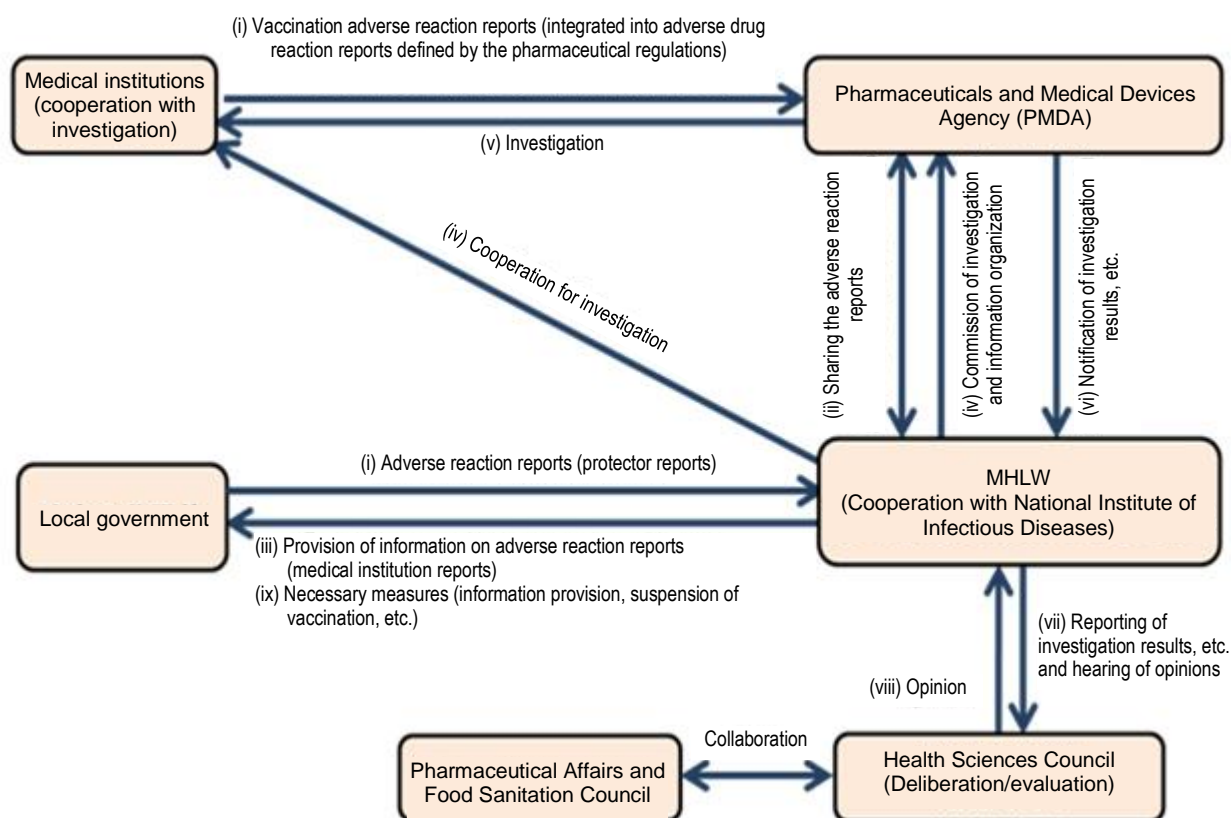 (i) Vaccination adverse reaction reports (integrated into adverse drug
reaction reports defined by the pharmaceutical regulations)
Medical institutions
(cooperation with
investigation)
Pharmaceuticals and Medical Devices
Agency (PMDA)
(v) Investigation
(iv) Cooperation for investigation
(ii) Sharing the adverse reaction
reports
(iv) Commission of investigation
and information organization
(vi) Notification of investigation
results, etc.
(i) Adverse reaction reports (protector reports)
Local government
MHLW
(Cooperation with National Institute of
Infectious Diseases)
(iii) Provision of information on adverse reaction reports
(medical institution reports)
(ix) Necessary measures (information provision, suspension of
vaccination, etc.)
(vii) Reporting of
investigation results, etc.
and hearing of opinions
(viii) Opinion
Collaboration
Pharmaceutical Affairs and
Food Sanitation Council
Health Sciences Council
(Deliberation/evaluation)